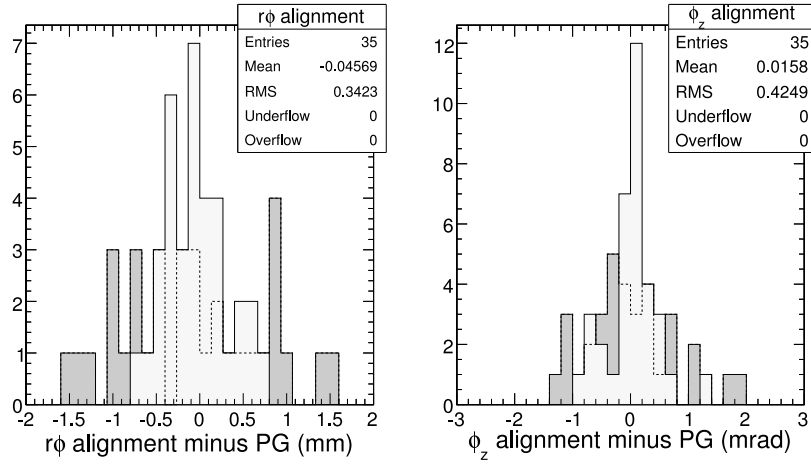 rϕ alignment
Entries 35
Mean -0.04569
RMS 0.3423
Underflow 0
Overflow 0
7
6
5
4
3
2
1
0
-2 -1.5 -1 -0.5 0 0.5 1 1.5 2
rϕ alignment minus PG (mm)
ϕ_z alignment
Entries 35
Mean 0.0158
RMS 0.4249
Underflow 0
Overflow 0
12
10
8
6
4
2
0
-3 -2 -1 0 1 2 3
ϕ_z alignment minus PG (mrad)